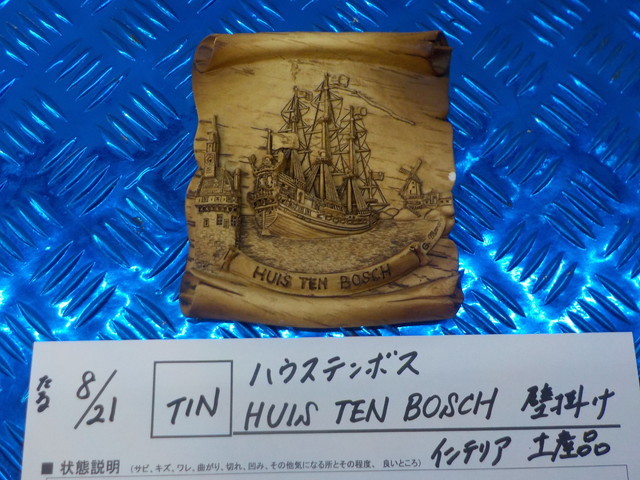 HUIS TEN BOSCH
たる 8/21 TIN ハウステンボス
HUIS TEN BOSCH 壁掛け
インテリア 土産品
■ 状態説明 (サビ、キズ、ワレ、曲がり、切れ、凹み、その他気になる所とその程度、良いところ)